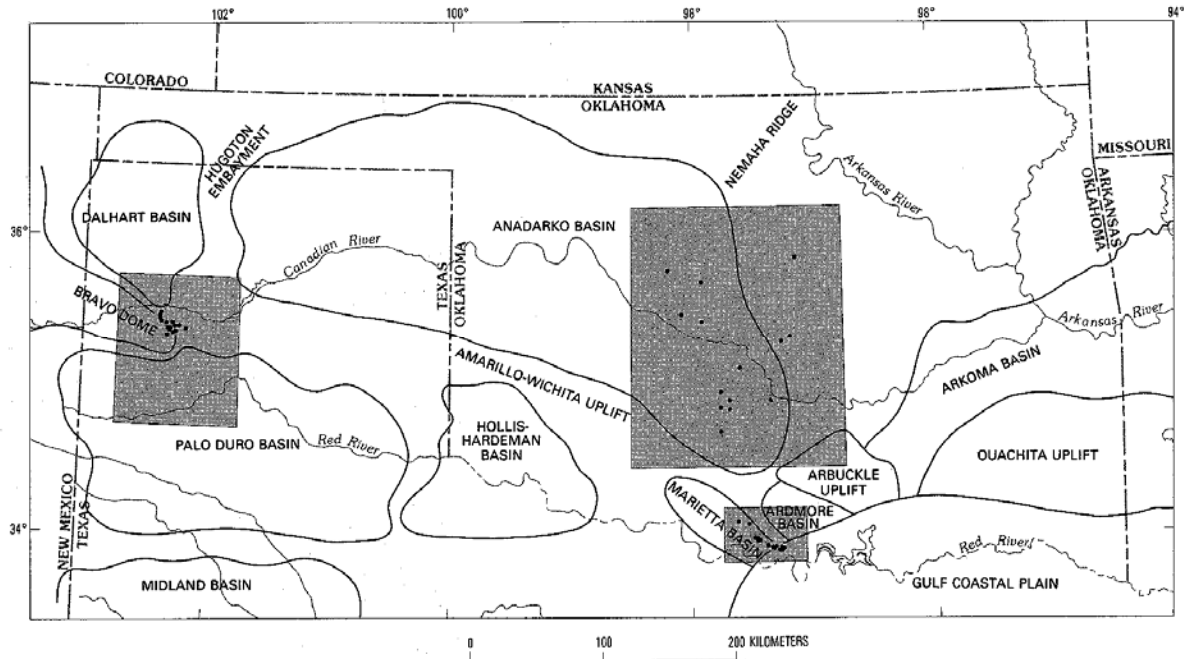 102° 100° 98° 98° 94°
COLORADO
KANSAS
OKLAHOMA
MISSOURI
ARKANSAS
OKLAHOMA
HUGOTON
EMBAYMENT
NEMAHA RIDGE
Arkansas
River
DALHART BASIN
ANADARKO BASIN
36°
Canadian River
TEXAS
OKLAHOMA
BRAVO DOME
Arkansas River
AMARILLO-WICHITA UPLIFT
ARKOMA BASIN
PALO DURO BASIN
Red River
HOLLIS-
HARDEMAN
BASIN
OUACHITA UPLIFT
ARBUCKLE
UPLIFT
MARIETTA
BASIN
ARDMORE
BASIN
34°
NEW MEXICO
TEXAS
Red River
MIDLAND BASIN
GULF COASTAL PLAIN
0 100 200 KILOMETERS